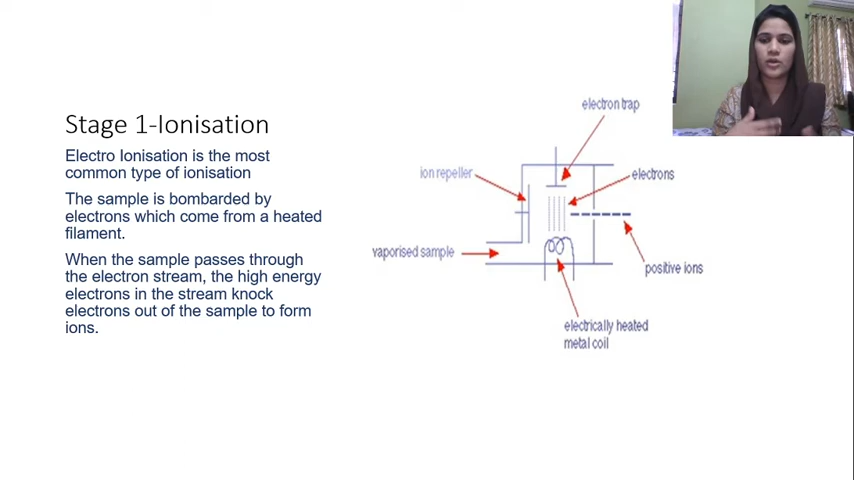 Stage 1-Ionisation
Electro Ionisation is the most
common type of ionisation
The sample is bombarded by
electrons which come from a heated
filament.
When the sample passes through
the electron stream, the high energy
electrons in the stream knock
electrons out of the sample to form
ions.
electron trap
ion repeller
electrons
vaporised sample
positive ions
electrically heated
metal coil